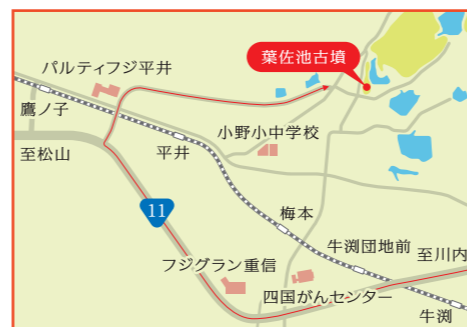 葉佐池古墳
パルティフジ平井
鷹ノ子
小野小中学校
至松山
平井
11
梅本
牛渕団地前
フジグラン重信
至川内
四国がんセンター
牛渕